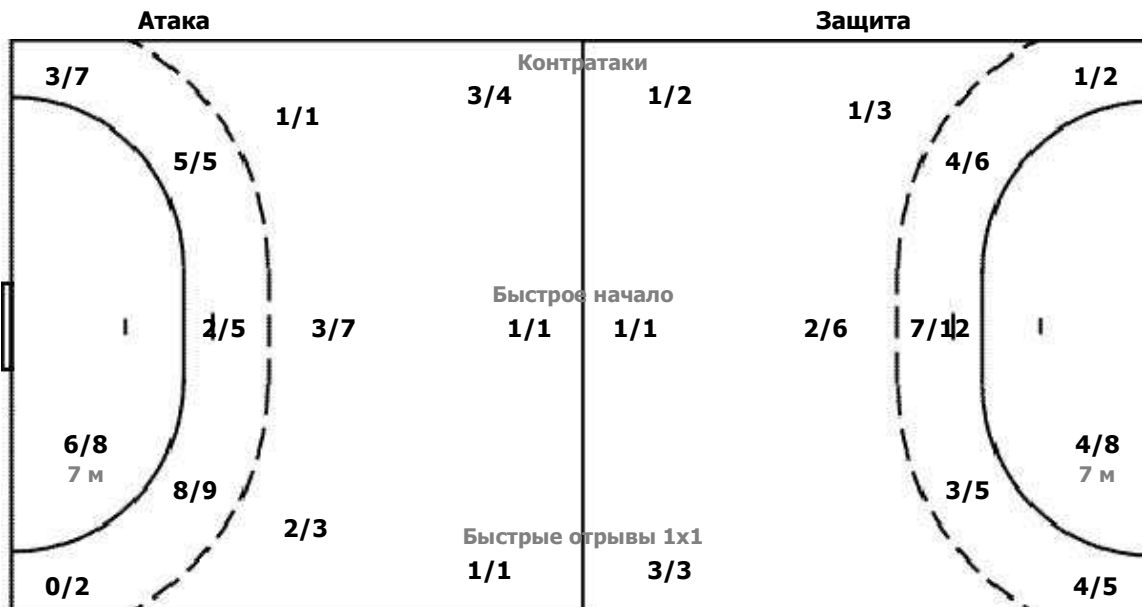 Атака Защита
Контратаки
3/7 3/4 1/2 1/2
1/1 1/3
5/5 4/6
Быстрое начало
2/5 3/7 1/1 1/1 2/6 7/12
6/8 4/8
7 м 7 м
8/9 3/5
2/3
Быстрые отрывы 1x1
1/1 3/3
0/2 4/5